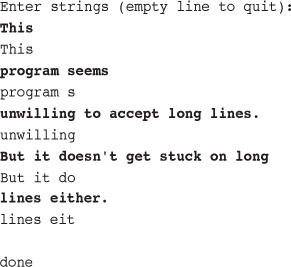 Enter strings (empty line to quit):
This
This
program seems
program s
unwilling to accept long lines.
unwilling
But it doesn't get stuck on long
But it do
lines either.
lines eit
done